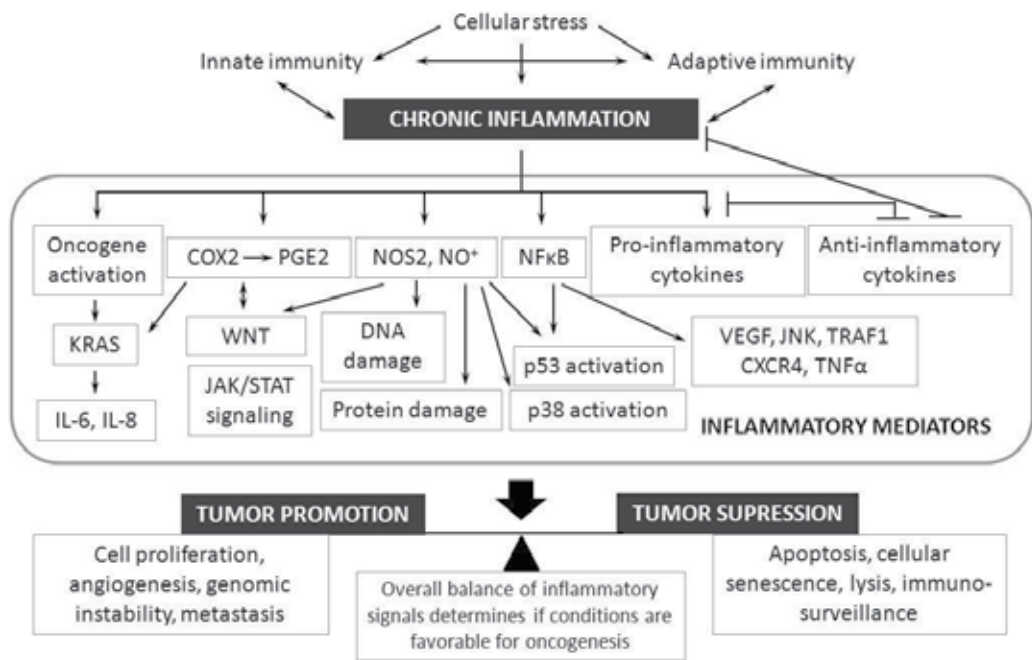 Cellular stress
Innate immunity
Adaptive immunity
CHRONIC INFLAMMATION
Oncogene
activation
COX2 → PGE2
NOS2, NO⁺
NFκB
Pro-inflammatory
cytokines
Anti-inflammatory
cytokines
KRAS
WNT
DNA
damage
p53 activation
VEGF, JNK, TRAF1
CXCR4, TNFα
IL-6, IL-8
JAK/STAT
signaling
Protein damage
p38 activation
INFLAMMATORY MEDIATORS
TUMOR PROMOTION
TUMOR SUPRESSION
Cell proliferation,
angiogenesis, genomic
instability, metastasis
Overall balance of inflammatory
signals determines if conditions are
favorable for oncogenesis
Apoptosis, cellular
senescence, lysis, immuno-
surveillance